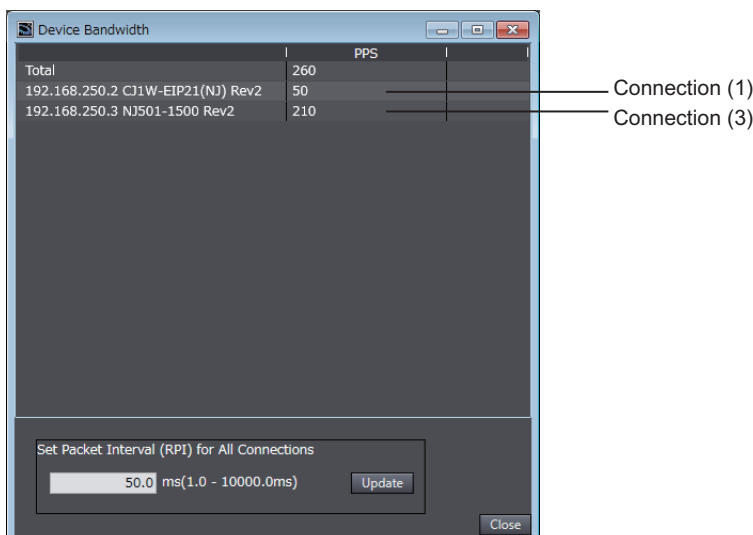 Device Bandwidth
PPS
Total 260
192.168.250.2 CJ1W-EIP21(NJ) Rev2 50
Connection (1)
192.168.250.3 NJ501-1500 Rev2 210
Connection (3)
Set Packet Interval (RPI) for All Connections
50.0 ms(1.0 - 10000.0ms) Update
Close